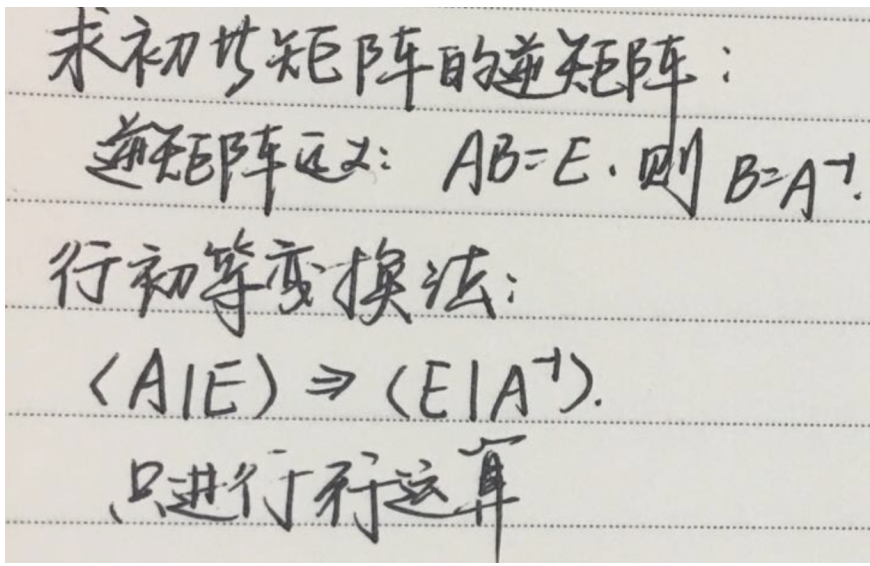 求初等矩阵的逆矩阵：
逆矩阵定义： AB=E. 则 B=A⁻¹.
行初等变换法：
(A|E) ⇒ (E|A⁻¹).
只进行行运算